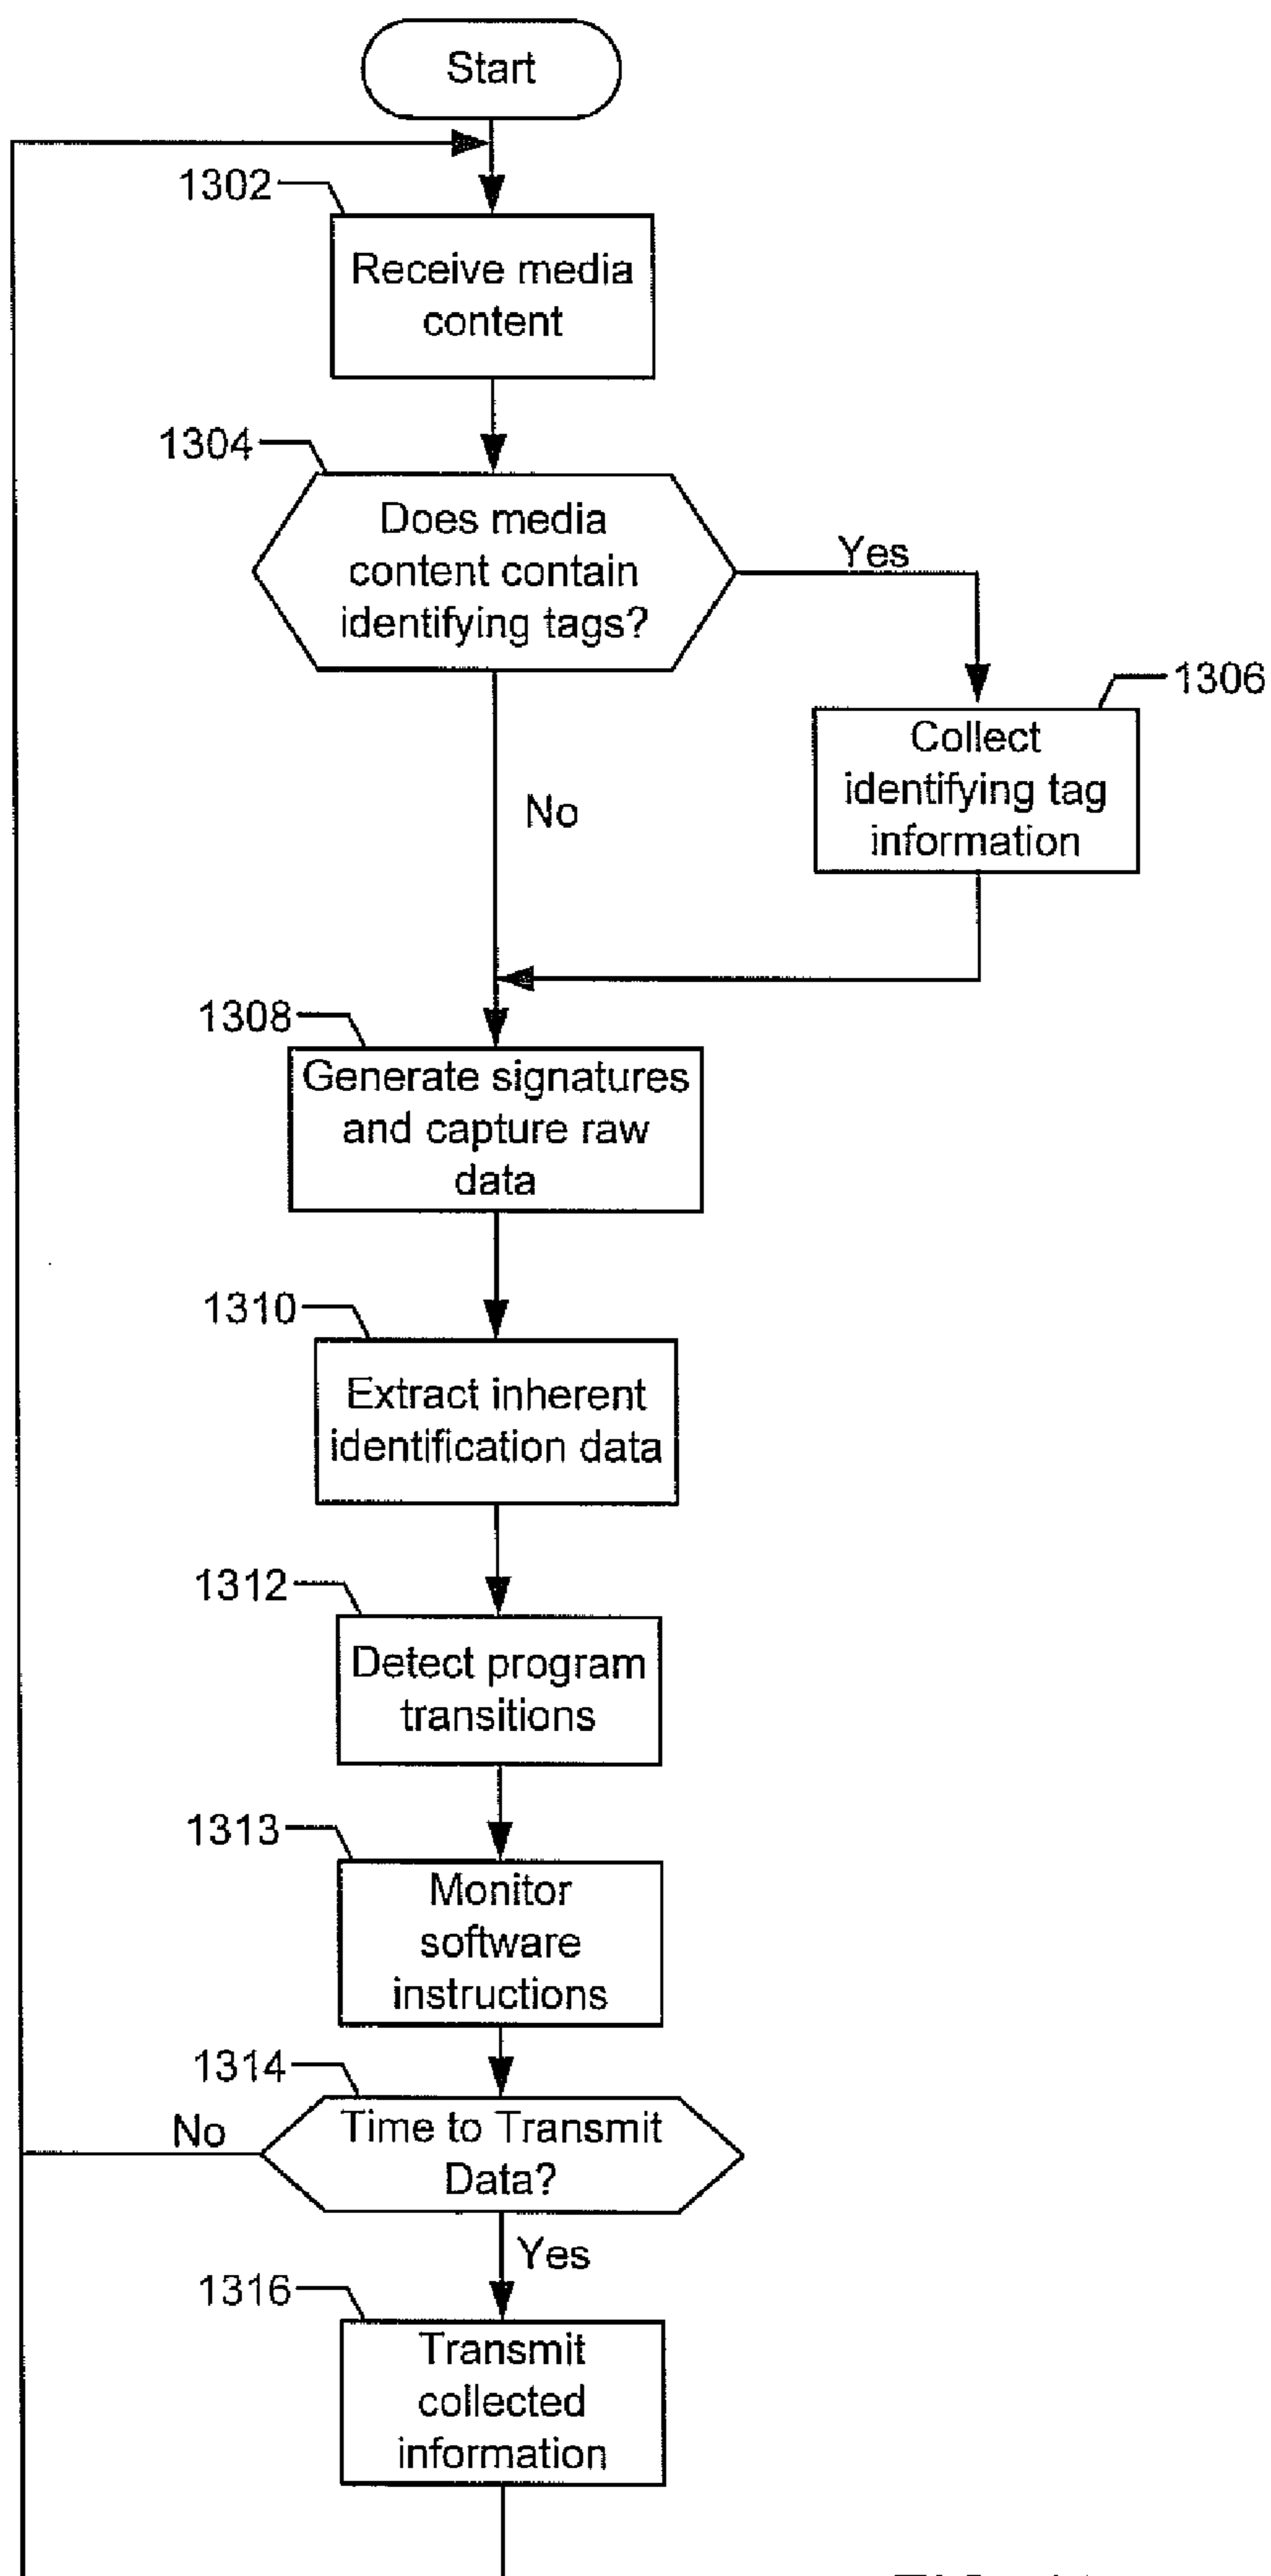 Start
1302
Receive media
content
1304
Does media
content contain
identifying tags?
Yes
1306
Collect
identifying tag
information
No
1308
Generate signatures
and capture raw
data
1310
Extract inherent
identification data
1312
Detect program
transitions
1313
Monitor
software
instructions
1314
Time to Transmit
Data?
No
Yes
1316
Transmit
collected
information